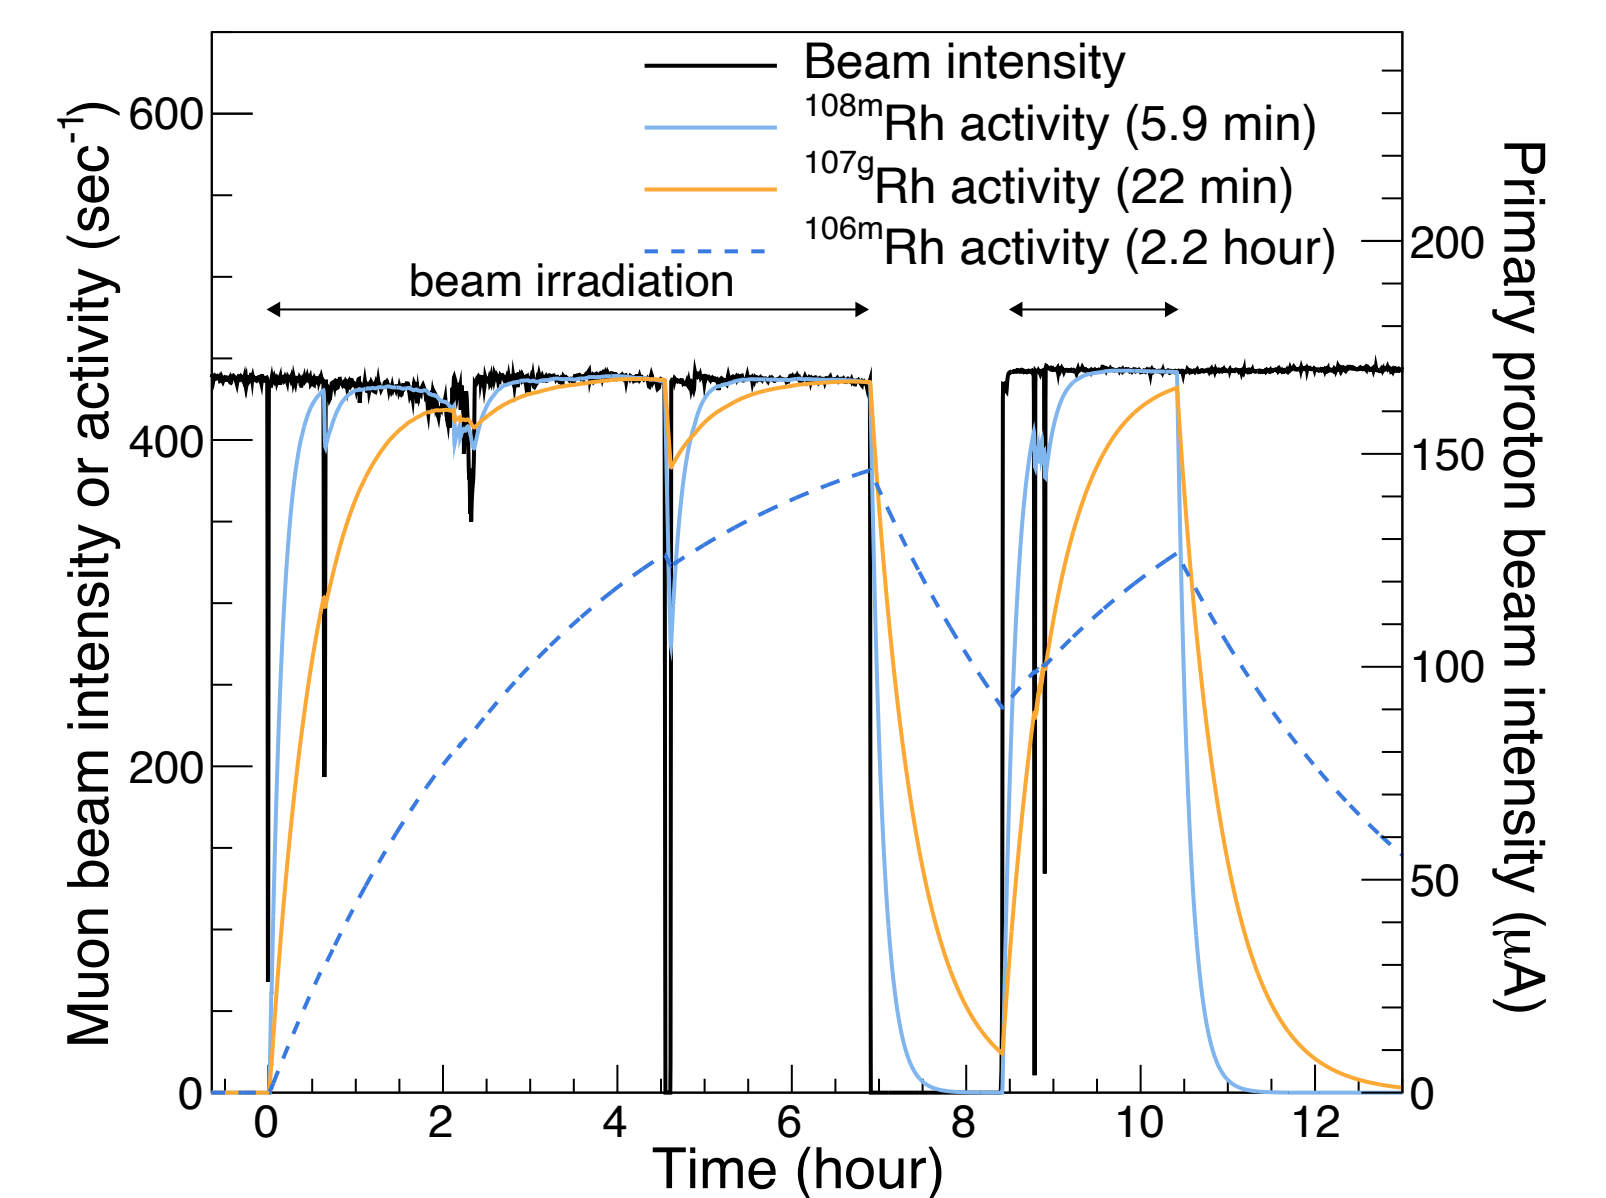 Beam intensity
108mRh activity (5.9 min)
107gRh activity (22 min)
106mRh activity (2.2 hour)
beam irradiation
Muon beam intensity or activity (sec-1)
600
400
200
0
Primary proton beam intensity (μA)
200
150
100
50
0
0 2 4 6 8 10 12
Time (hour)